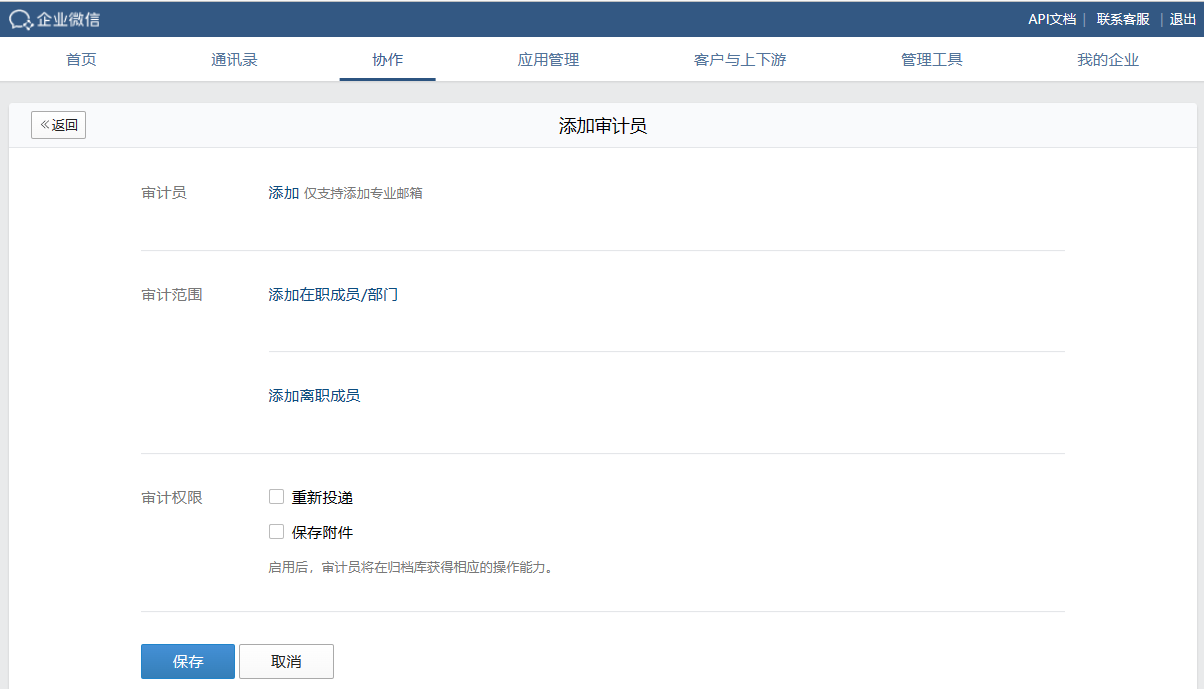 企业微信
API文档 | 联系客服 | 退出
首页 通讯录 协作 应用管理 客户与上下游 管理工具 我的企业
«返回 添加审计员
审计员 添加 仅支持添加专业邮箱
审计范围 添加在职成员/部门
添加离职成员
审计权限 重新投递
保存附件
启用后，审计员将在归档库获得相应的操作能力。
保存 取消